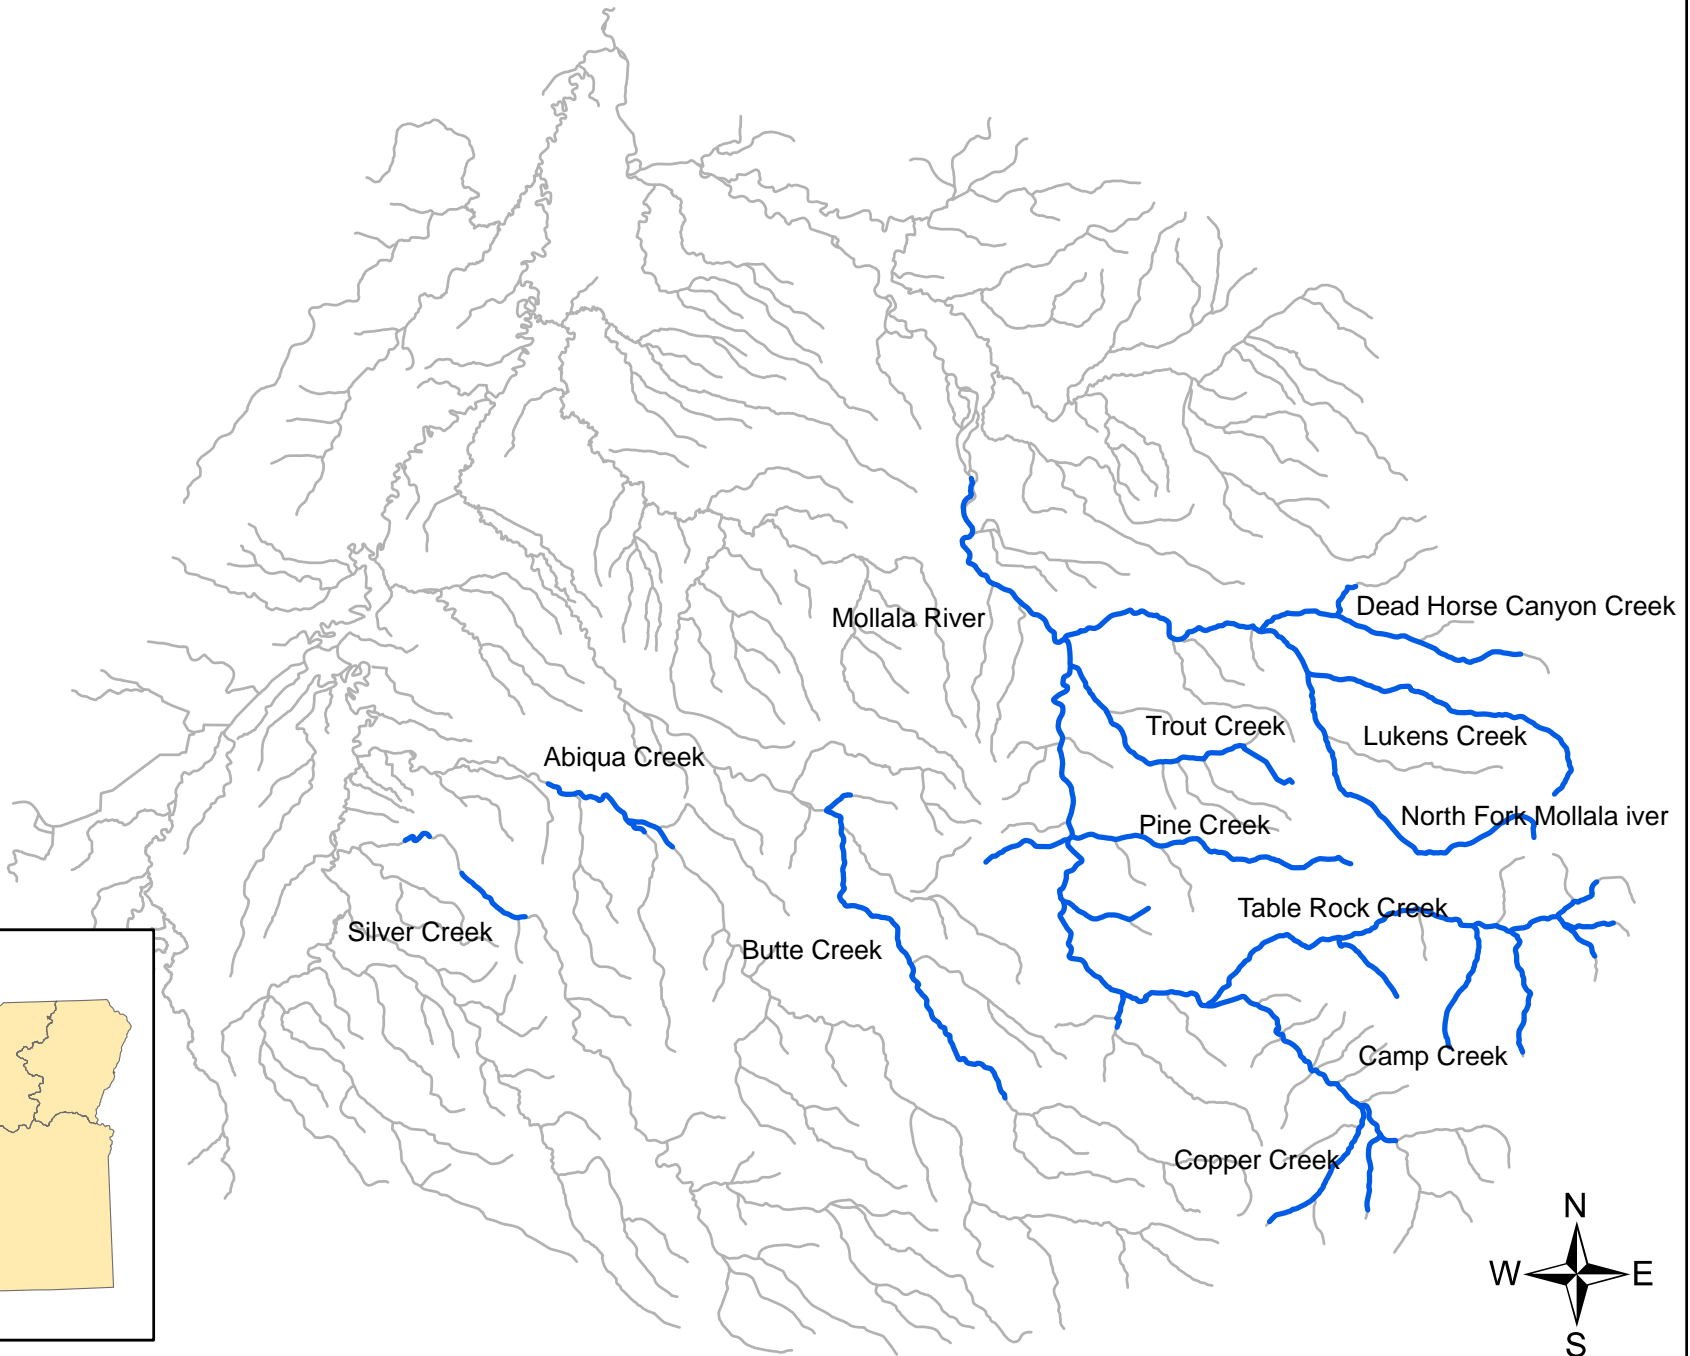 Dead Horse Canyon Creek
Mollala River
Trout Creek
Lukens Creek
Abiqua Creek
North Fork Mollala iver
Pine Creek
Table Rock Creek
Silver Creek
Butte Creek
Camp Creek
Copper Creek
N
W E
S